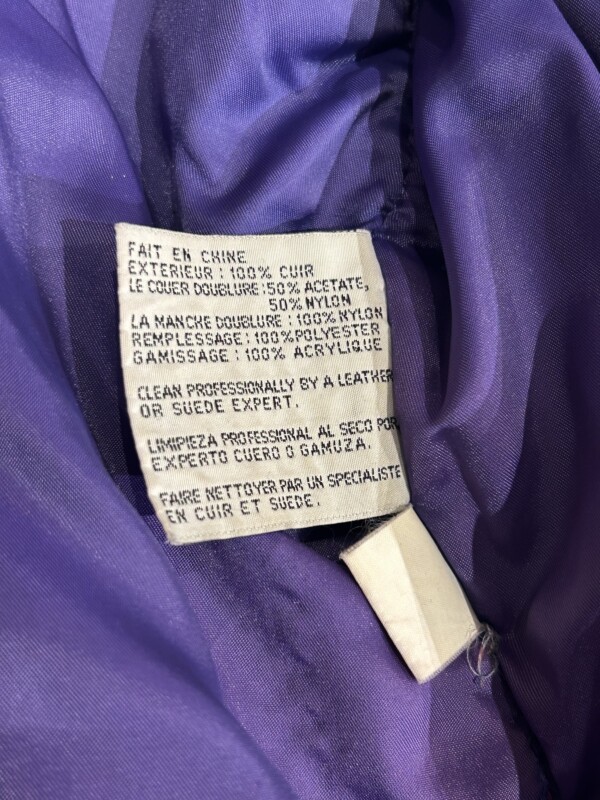 FAIT EN CHINE
EXTERIEUR : 100% CUIR
LE COUER DOUBLURE : 50% ACETATE,
50% NYLON
LA MANCHE DOUBLURE : 100% NYLON
REMPLESSAGE : 100% POLYESTER
GAMISSAGE : 100% ACRYLIQUE
CLEAN PROFESSIONALLY BY A LEATHER
OR SUEDE EXPERT.
LIMIPIEZA PROFESSIONAL AL SECO POR
EXPERTO CUERO O GAMUZA.
FAIRE NETTOYER PAR UN SPECIALISTE
EN CUIR ET SUEDE.